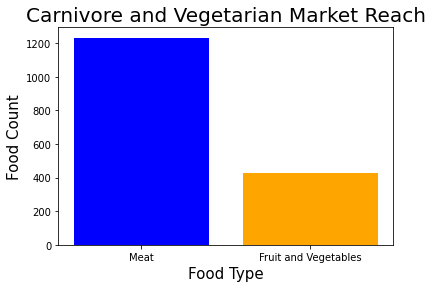 Carnivore and Vegetarian Market Reach
1200
1000
800
600
400
200
0
Food Count
Meat
Fruit and Vegetables
Food Type